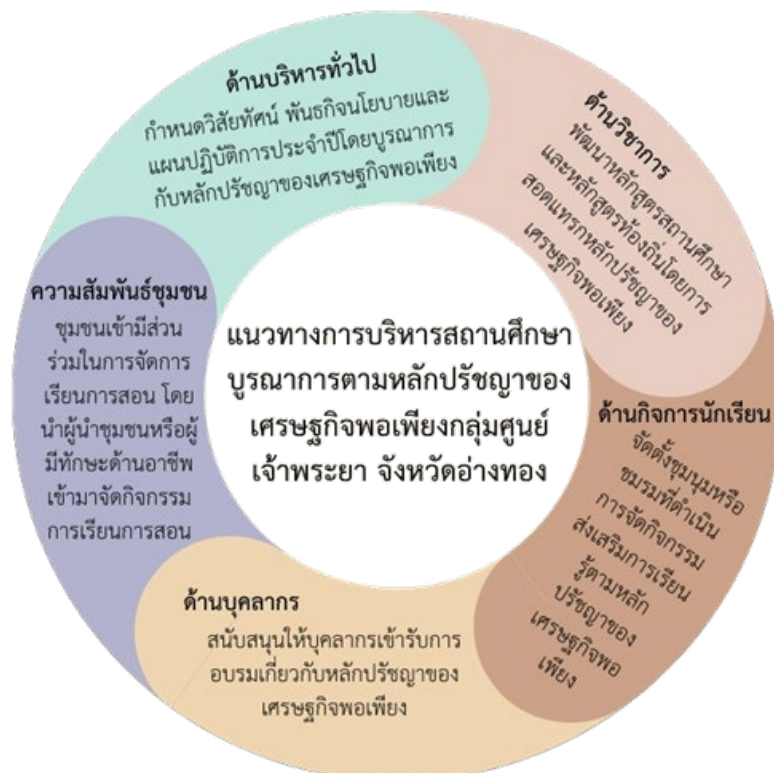 ด้านบริหารทั่วไป
กำหนดวิสัยทัศน์ พันธกิจนโยบายและ
แผนปฏิบัติการประจำปีโดยบูรณาการ
กับหลักปรัชญาของเศรษฐกิจพอเพียง
ด้านวิชาการ
พัฒนาหลักสูตรสถานศึกษา
และหลักสูตรท้องถิ่นโดยการ
สอดแทรกหลักปรัชญาของ
เศรษฐกิจพอเพียง
ด้านกิจการนักเรียน
จัดตั้งชุมนุมหรือ
ชมรมที่ดำเนิน
การจัดกิจกรรม
ส่งเสริมการเรียน
รู้ตามหลัก
ปรัชญาของ
เศรษฐกิจพอ
เพียง
ด้านบุคลากร
สนับสนุนให้บุคลากรเข้ารับการ
อบรมเกี่ยวกับหลักปรัชญาของ
เศรษฐกิจพอเพียง
ความสัมพันธ์ชุมชน
ชุมชนเข้ามีส่วน
ร่วมในการจัดการ
เรียนการสอน โดย
นำผู้นำชุมชนหรือผู้
มีทักษะด้านอาชีพ
เข้ามาจัดกิจกรรม
การเรียนการสอน
แนวทางการบริหารสถานศึกษา
บูรณาการตามหลักปรัชญาของ
เศรษฐกิจพอเพียงกลุ่มศูนย์
เจ้าพระยา จังหวัดอ่างทอง